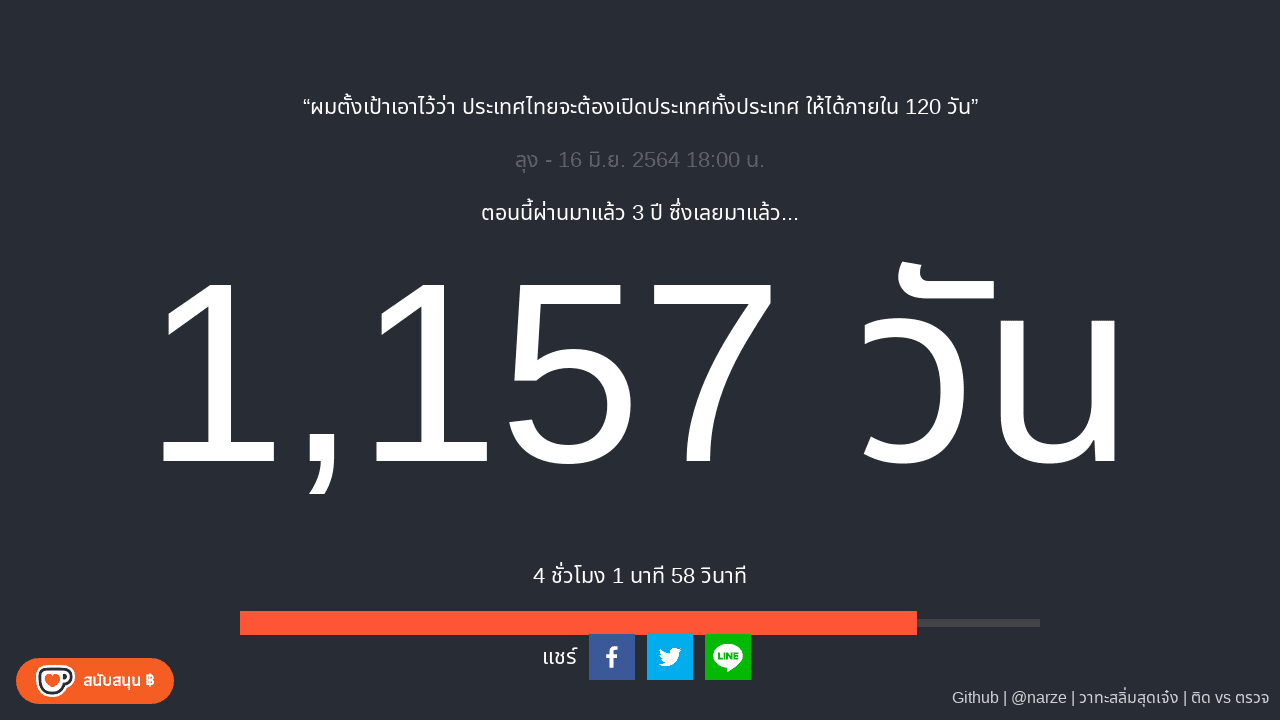 “ผมตั้งเป้าเอาไว้ว่า ประเทศไทยจะต้องเปิดประเทศทั้งประเทศ ให้ได้ภายใน 120 วัน”
ลุง - 16 มิ.ย. 2564 18:00 น.
ตอนนี้ผ่านมาแล้ว 3 ปี ซึ่งเลยมาแล้ว...
1,157 วัน
4 ชั่วโมง 1 นาที 58 วินาที
แชร์
LINE
สนับสนุน ฿
Github | @narze | วาทะสลิ่มสุดเจ๋ง | ติด vs ตรวจ